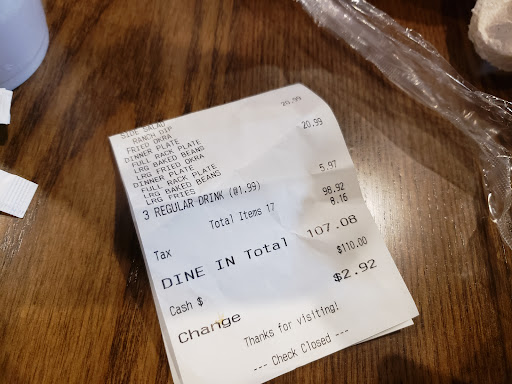 SIDE SALAD
RANCH DIP
FRIED OKRA
DINNER PLATE 20.99
FULL RACK PLATE
LRG BAKED BEANS
LRG FRIED OKRA
DINNER PLATE 20.99
FULL RACK PLATE
LRG BAKED BEANS
LRG FRIES
3 REGULAR DRINK (@1.99) 5.97
Total Items 17 98.92
Tax 8.16
DINE IN Total 107.08
Cash $ $110.00
Change $2.92
Thanks for visiting!
--- Check Closed ---